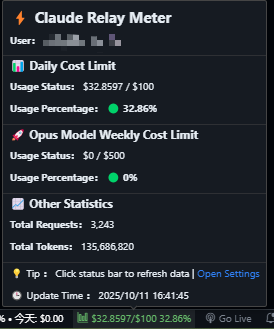 Claude Relay Meter
User:
Daily Cost Limit
Usage Status: $32.8597 / $100
Usage Percentage: 32.86%
Opus Model Weekly Cost Limit
Usage Status: $0 / $500
Usage Percentage: 0%
Other Statistics
Total Requests: 3,243
Total Tokens: 135,686,820
Tip： Click status bar to refresh data | Open Settings
Update Time： 2025/10/11 16:41:45
% • 今天: $0.00 $32.8597/$100 32.86% Go Live